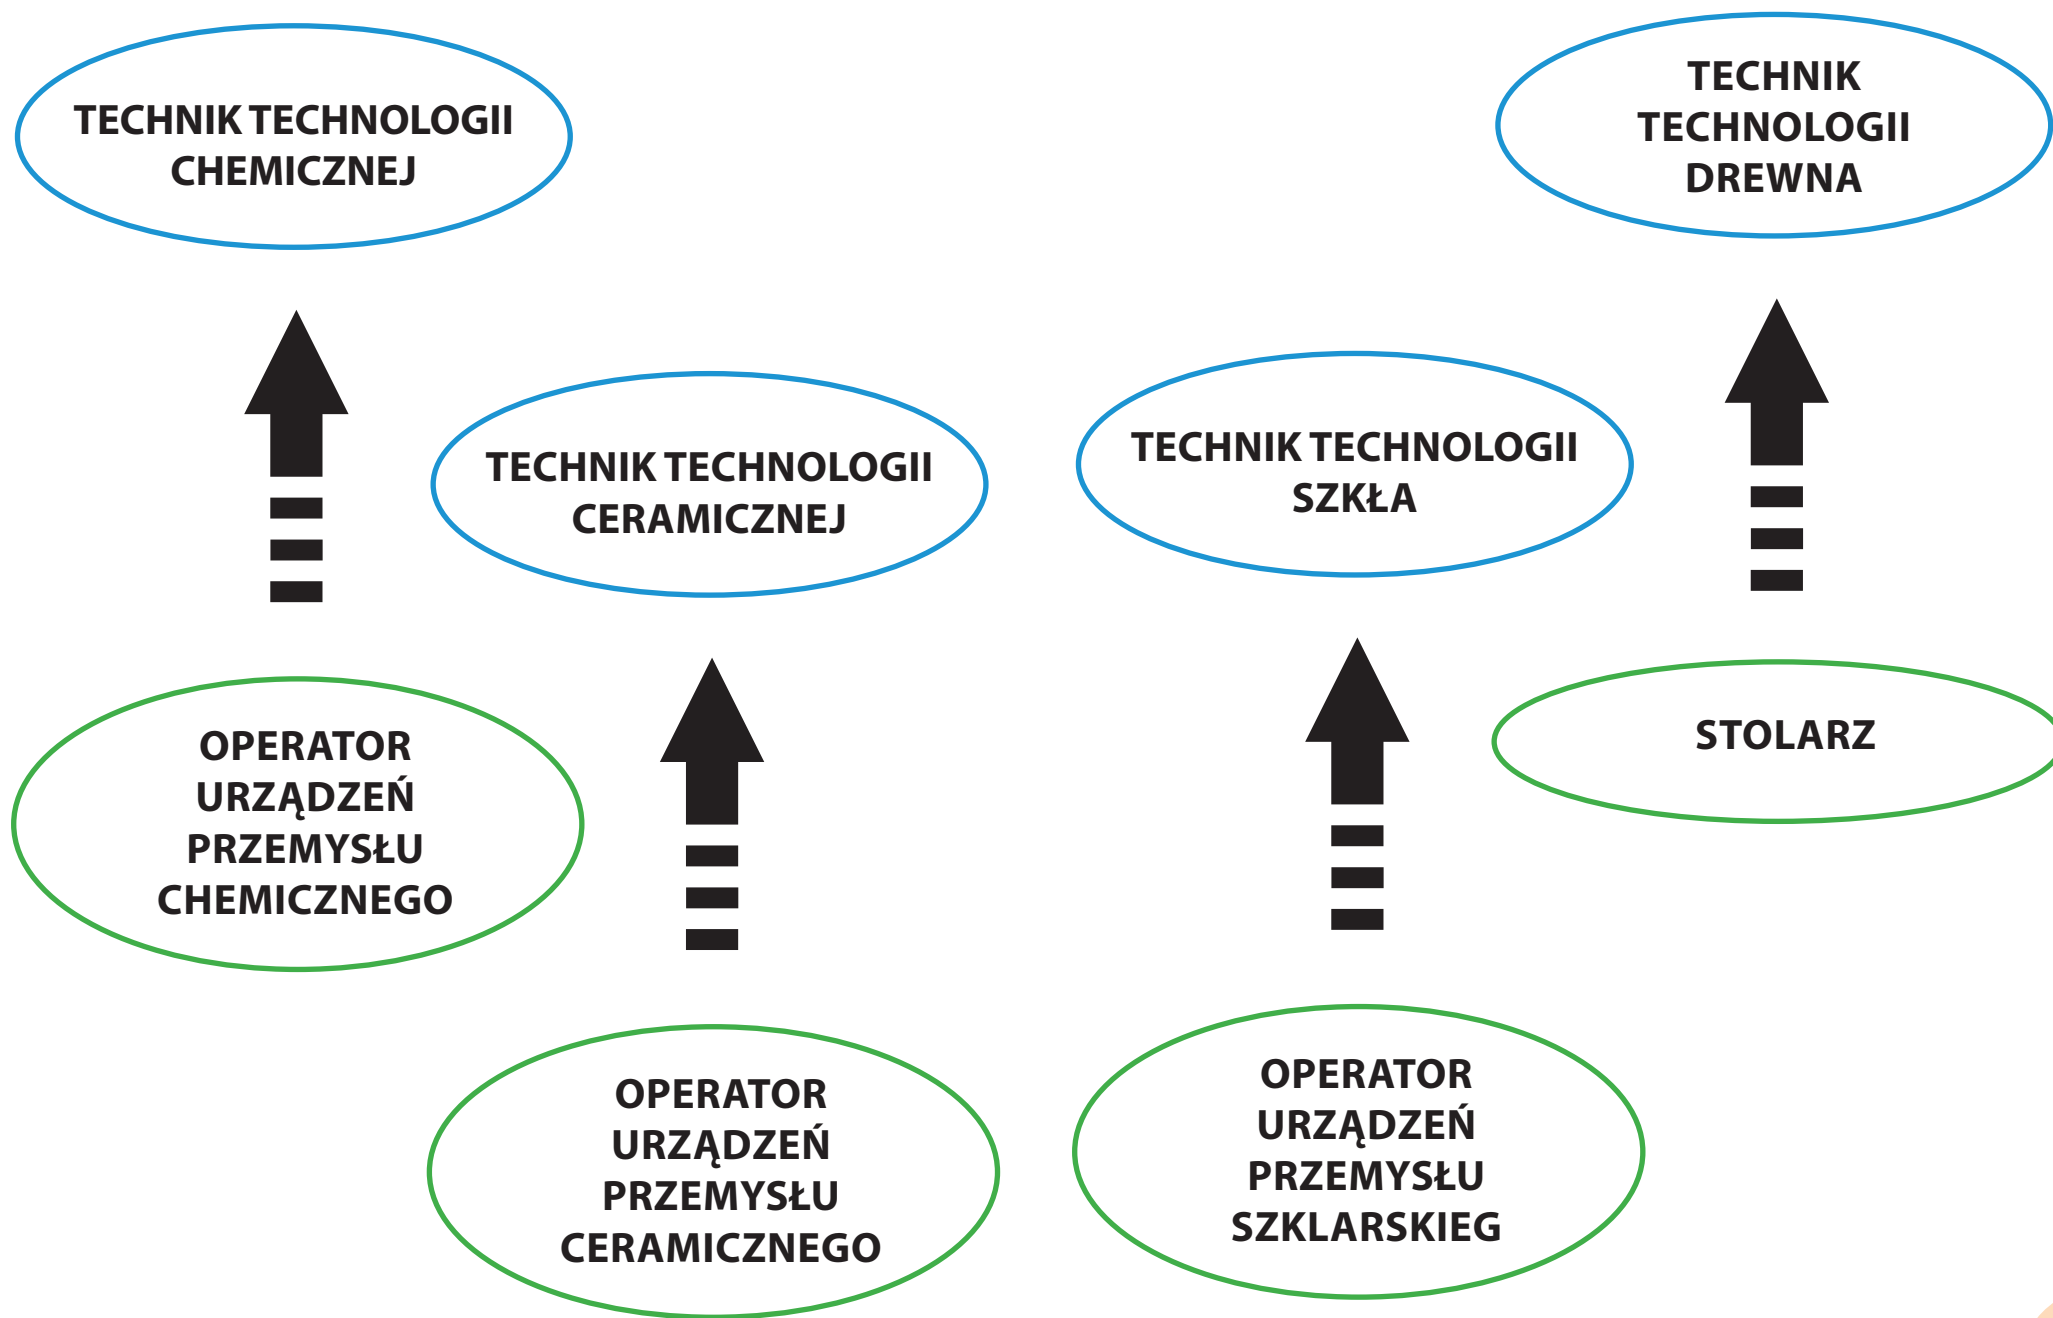 TECHNIK TECHNOLOGII
CHEMICZNEJ
TECHNIK
TECHNOLOGII
DREWNA
TECHNIK TECHNOLOGII
CERAMICZNEJ
TECHNIK TECHNOLOGII
SZKŁA
OPERATOR
URZĄDZEŃ
PRZEMYSŁU
CHEMICZNEGO
STOLARZ
OPERATOR
URZĄDZEŃ
PRZEMYSŁU
CERAMICZNEGO
OPERATOR
URZĄDZEŃ
PRZEMYSŁU
SZKLARSKIEG